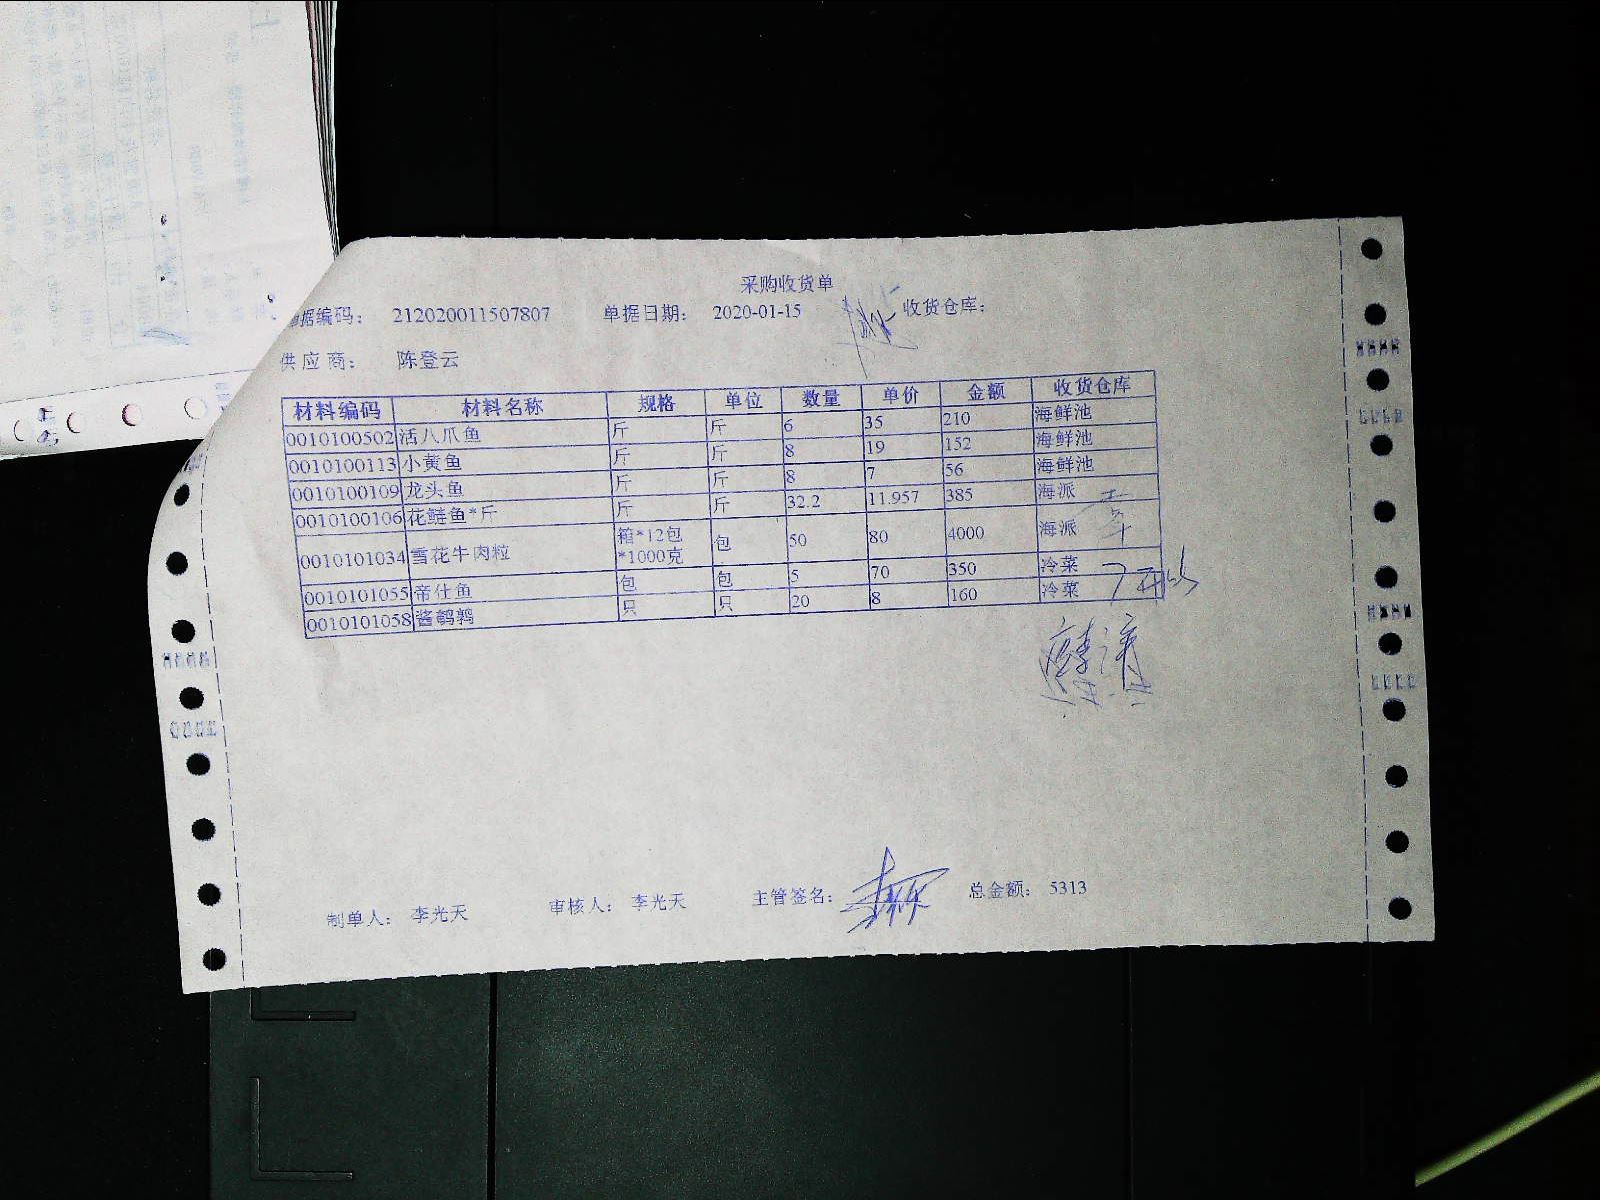 采购收货单
单据编码： 212020011507807 单据日期： 2020-01-15 收货仓库：
供应商： 陈登云
材料编码 材料名称 规格 单位 数量 单价 金额 收货仓库
0010100502 活八爪鱼 斤 斤 6 35 210 海鲜池
0010100113 小黄鱼 斤 斤 8 19 152 海鲜池
0010100109 龙头鱼 斤 斤 8 7 56 海鲜池
0010100106 花鲢鱼*斤 斤 斤 32.2 11.957 385 海派
0010101034 雪花牛肉粒 箱*12包*1000克 包 50 80 4000 海派
0010101055 帝仕鱼 包 包 5 70 350 冷菜
0010101058 酱鹌鹑 只 只 20 8 160 冷菜
制单人： 李光天 审核人： 李光天 主管签名： 总金额： 5313